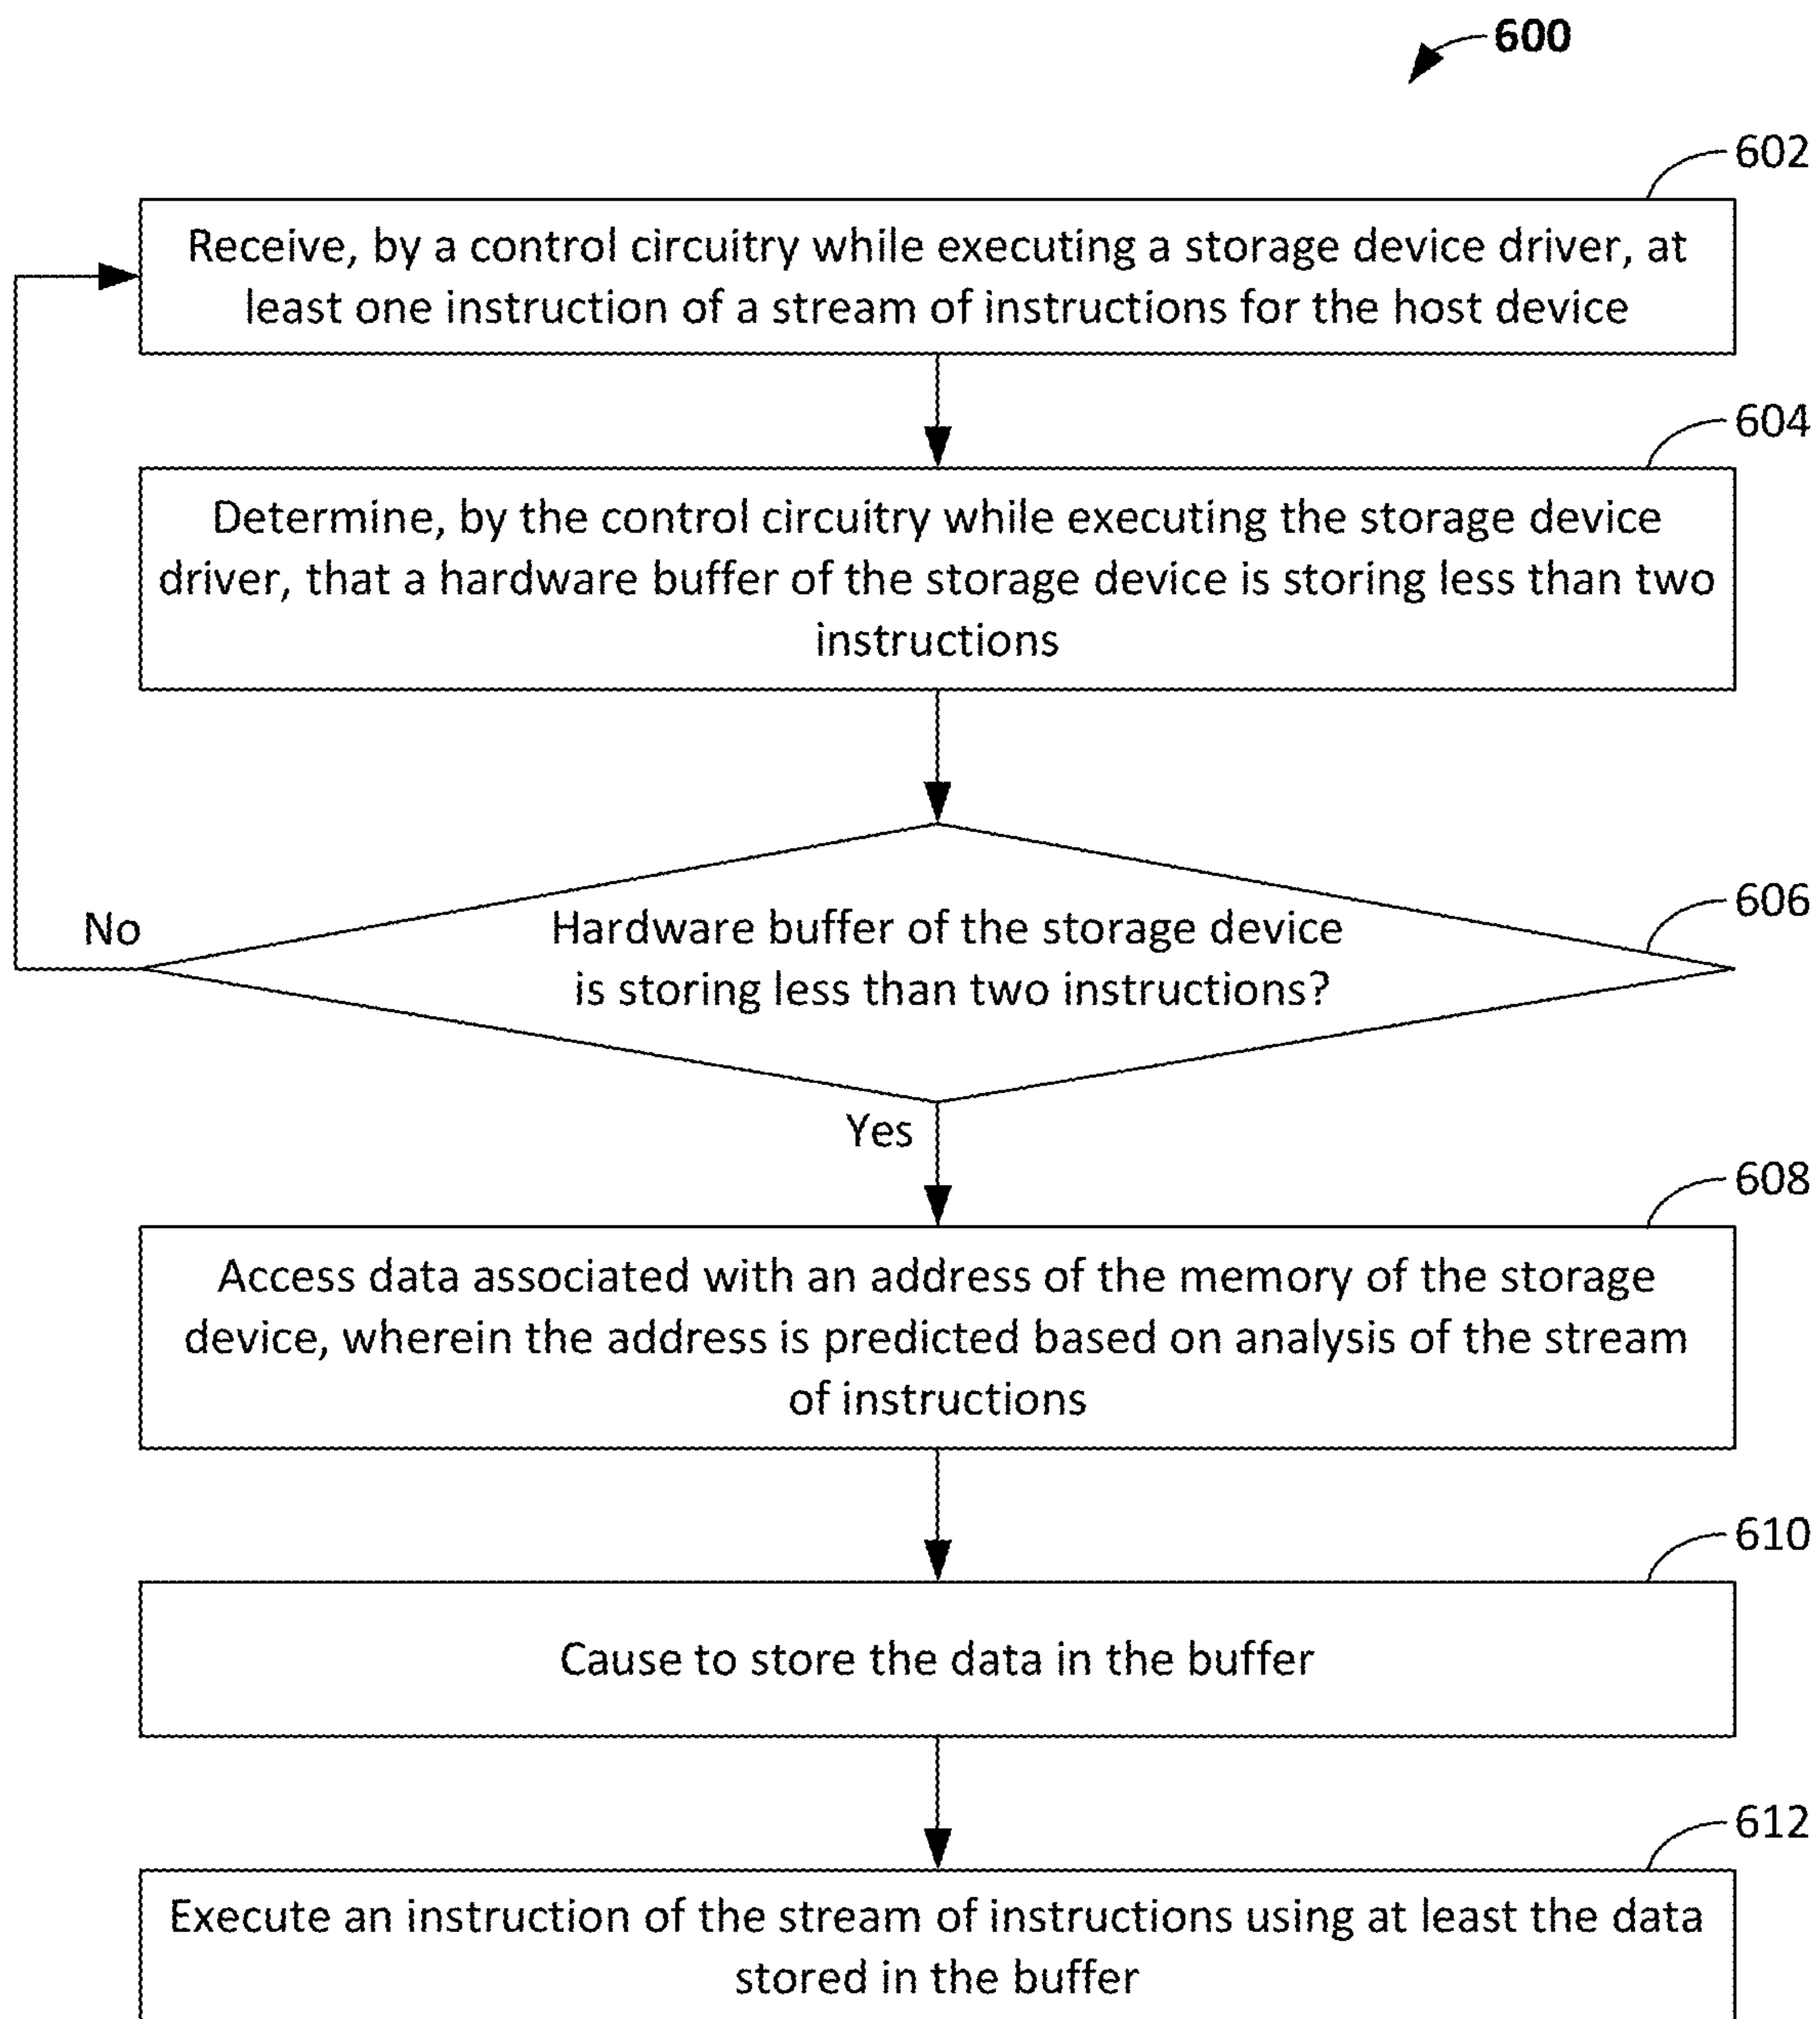 600
602
Receive, by a control circuitry while executing a storage device driver, at
least one instruction of a stream of instructions for the host device
604
Determine, by the control circuitry while executing the storage device
driver, that a hardware buffer of the storage device is storing less than two
instructions
606
No
Hardware buffer of the storage device
is storing less than two instructions?
Yes
608
Access data associated with an address of the memory of the storage
device, wherein the address is predicted based on analysis of the stream
of instructions
610
Cause to store the data in the buffer
612
Execute an instruction of the stream of instructions using at least the data
stored in the buffer